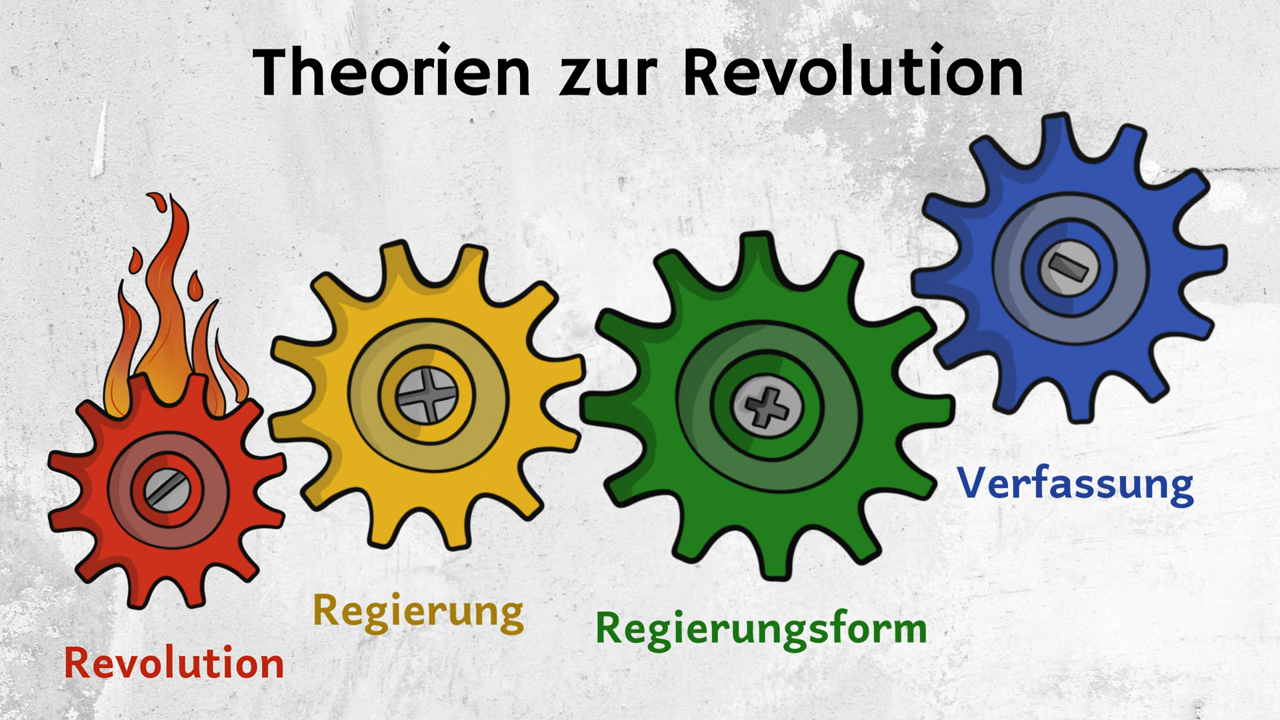 Theorien zur Revolution
Revolution
Regierung
Regierungsform
Verfassung